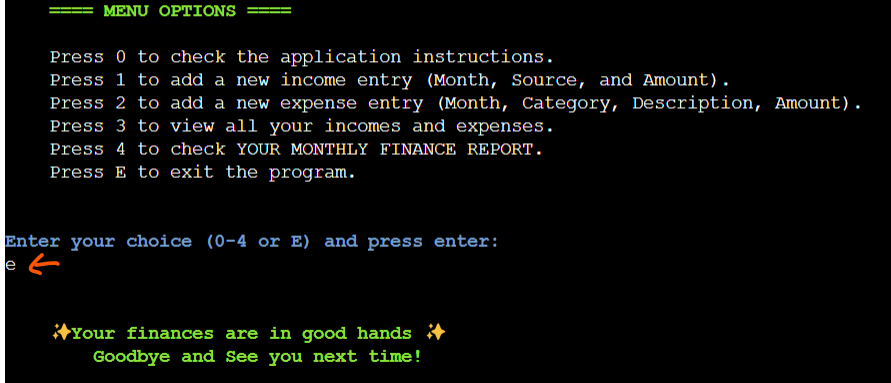 ==== MENU OPTIONS ====
Press 0 to check the application instructions.
Press 1 to add a new income entry (Month, Source, and Amount).
Press 2 to add a new expense entry (Month, Category, Description, Amount).
Press 3 to view all your incomes and expenses.
Press 4 to check YOUR MONTHLY FINANCE REPORT.
Press E to exit the program.
Enter your choice (0-4 or E) and press enter:
e
✨Your finances are in good hands ✨
Goodbye and See you next time!